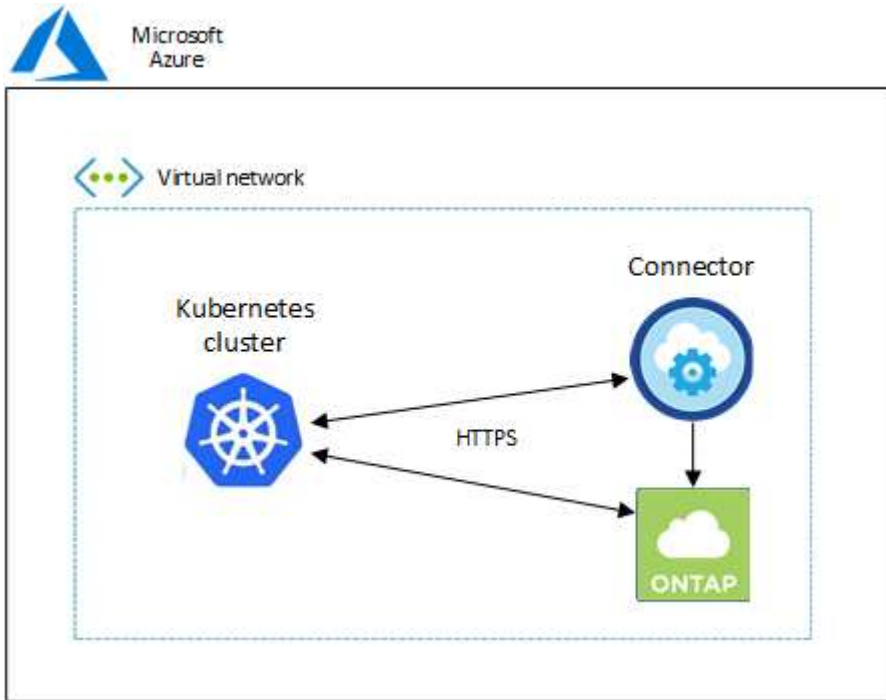 Microsoft
Azure
Virtual network
Connector
Kubernetes
cluster
HTTPS
ONTAP